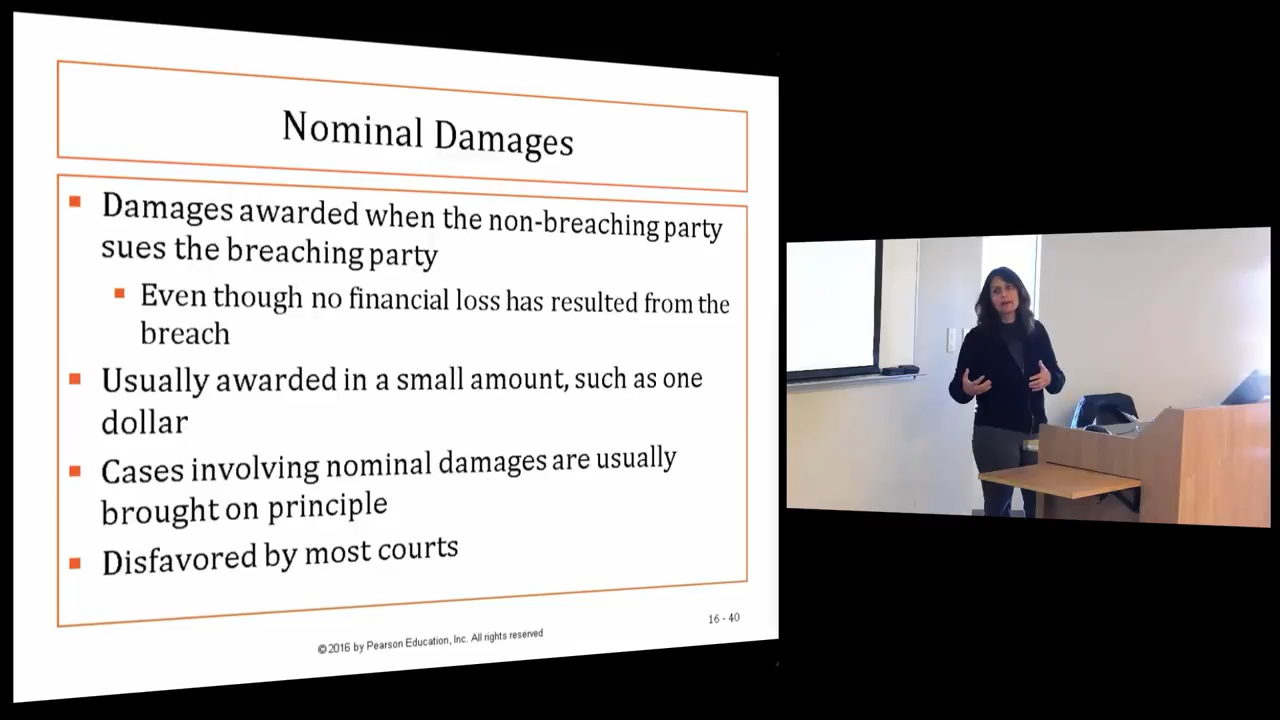 Nominal Damages
Damages awarded when the non-breaching party
sues the breaching party
Even though no financial loss has resulted from the
breach
Usually awarded in a small amount, such as one
dollar
Cases involving nominal damages are usually
brought on principle
Disfavored by most courts
16 - 40
©2016 by Pearson Education, Inc. All rights reserved